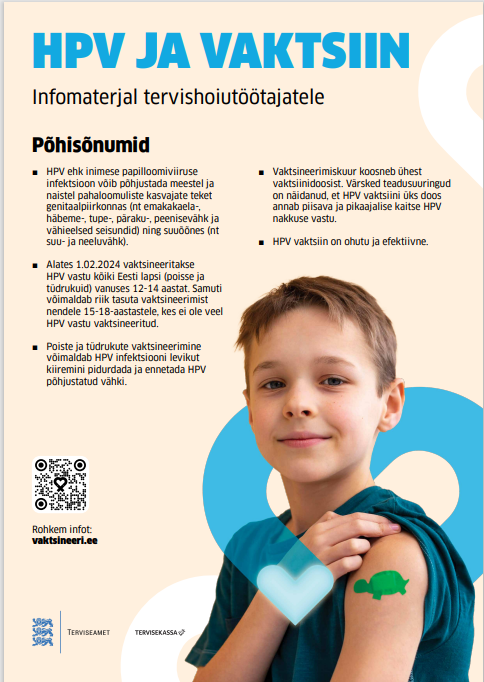 HPV JA VAKTSIIN
Infomaterjal tervishoiutöötajatele
Põhisõnumid
▪ HPV ehk inimese papilloomiviiruse
infektsioon võib põhjustada meestel ja
naistel pahaloomuliste kasvajate teket
genitaalpiirkonnas (nt emakakaela-,
häbeme-, tupe-, päraku-, peenisevähk ja
vähieelsed seisundid) ning suuõõnes (nt
suu- ja neeluvähk).
▪ Alates 1.02.2024 vaktsineeritakse
HPV vastu kõiki Eesti lapsi (poisse ja
tüdrukuid) vanuses 12-14 aastat. Samuti
võimaldab riik tasuta vaktsineerimist
nendele 15-18-aastastele, kes ei ole veel
HPV vastu vaktsineeritud.
▪ Poiste ja tüdrukute vaktsineerimine
võimaldab HPV infektsiooni levikut
kiiremini pidurdada ja ennetada HPV
põhjustatud vähki.
▪ Vaktsineerimiskuur koosneb ühest
vaktsiinidoosist. Värsked teadusuuringud
on näidanud, et HPV vaktsiini üks doos
annab piisava ja pikaajalise kaitse HPV
nakkuse vastu.
▪ HPV vaktsiin on ohutu ja efektiivne.
Rohkem infot:
vaktsineeri.ee
TERVISEAMET
TERVISEKASSA